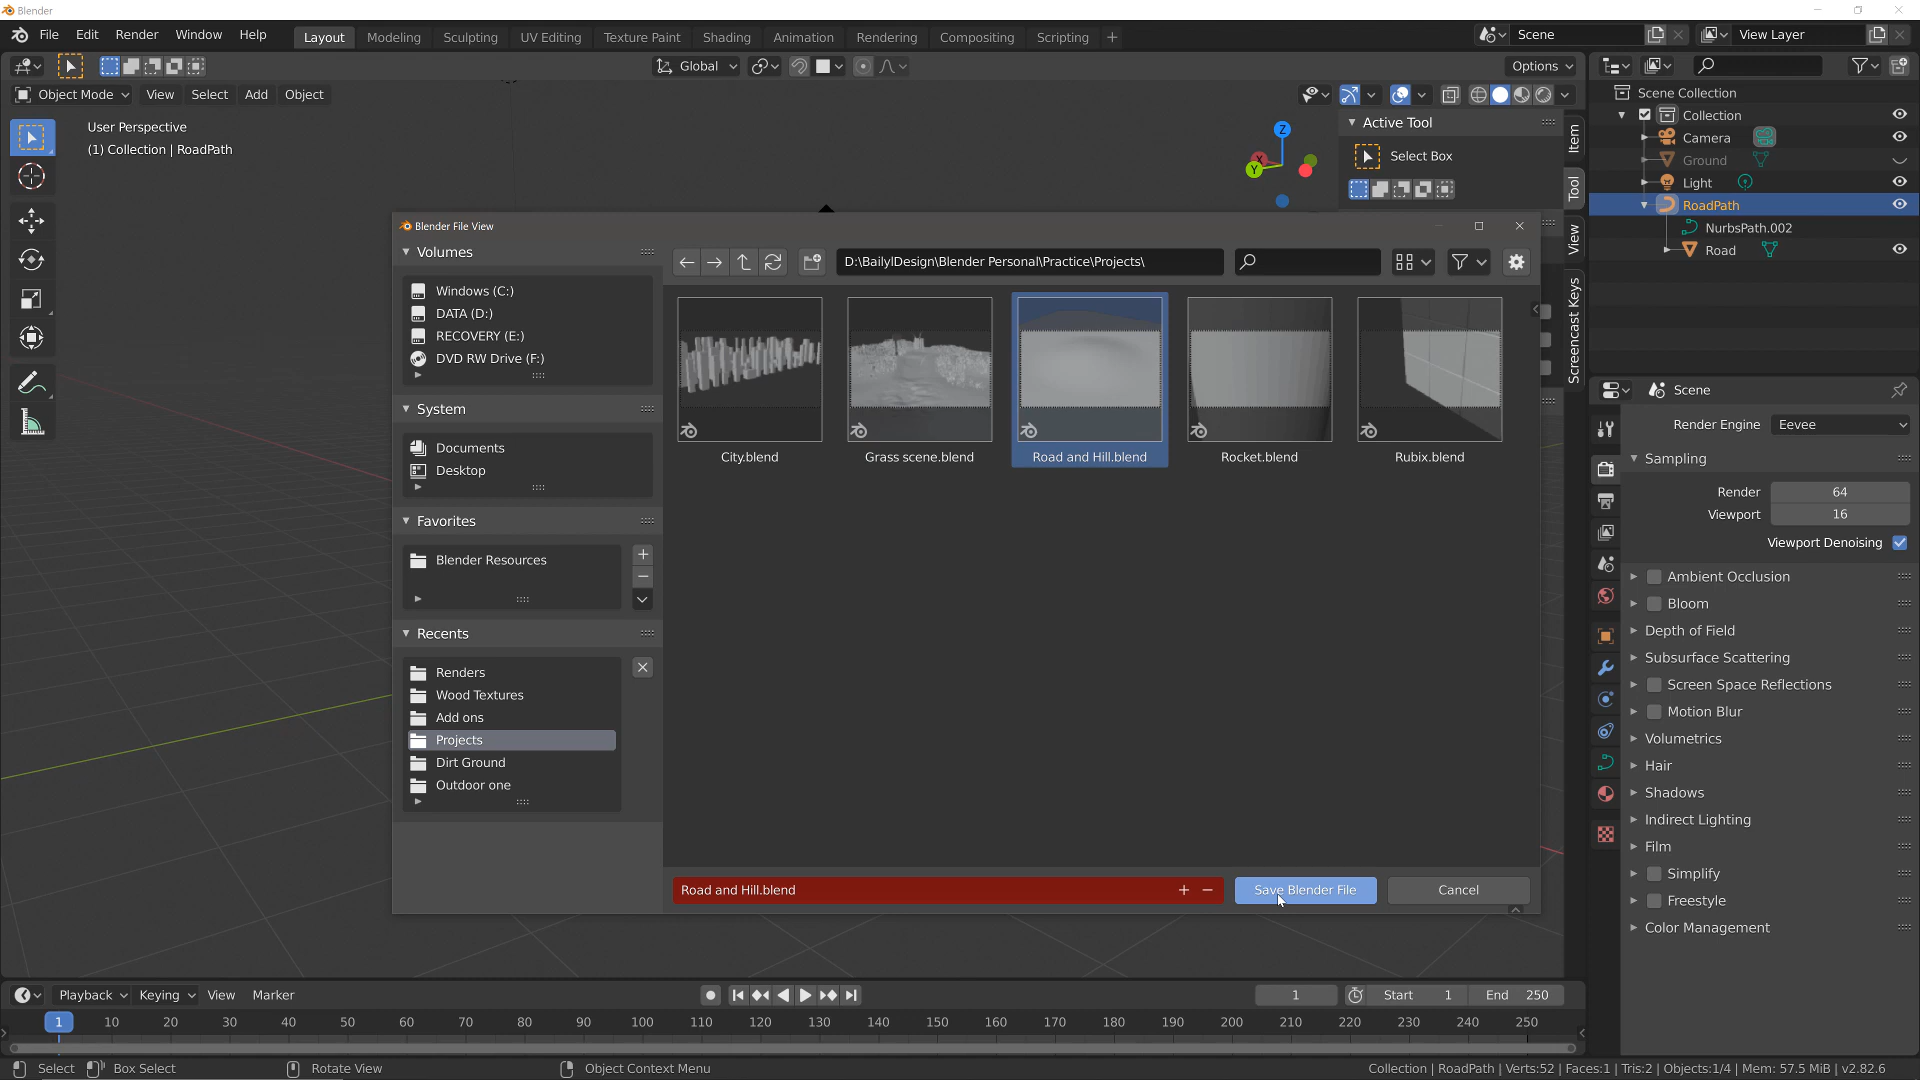 Blender
File Edit Render Window Help
Layout Modeling Sculpting UV Editing Texture Paint Shading Animation Rendering Compositing Scripting +
Scene
View Layer
Global
Options
Object Mode View Select Add Object
User Perspective
(1) Collection | RoadPath
Z
X
Y
Active Tool
Select Box
Item
Tool
View
Screencast Keys
Scene Collection
Collection
Camera
Ground
Light
RoadPath
NurbsPath.002
Road
Blender File View
Volumes
Windows (C:)
DATA (D:)
RECOVERY (E:)
DVD RW Drive (F:)
System
Documents
Desktop
Favorites
Blender Resources
Recents
Renders
Wood Textures
Add ons
Projects
Dirt Ground
Outdoor one
D:\BailylDesign\Blender Personal\Practice\Projects\
City.blend
Grass scene.blend
Road and Hill.blend
Rocket.blend
Rubix.blend
Road and Hill.blend
Save Blender File
Cancel
Scene
Render Engine Eevee
Sampling
Render 64
Viewport 16
Viewport Denoising
Ambient Occlusion
Bloom
Depth of Field
Subsurface Scattering
Screen Space Reflections
Motion Blur
Volumetrics
Hair
Shadows
Indirect Lighting
Film
Simplify
Freestyle
Color Management
Playback Keying View Marker
1
Start 1
End 250
1 10 20 30 40 50 60 70 80 90 100 110 120 130 140 150 160 170 180 190 200 210 220 230 240 250
Select Box Select Rotate View Object Context Menu
Collection | RoadPath | Verts:52 | Faces:1 | Tris:2 | Objects:1/4 | Mem: 57.5 MiB | v2.82.6